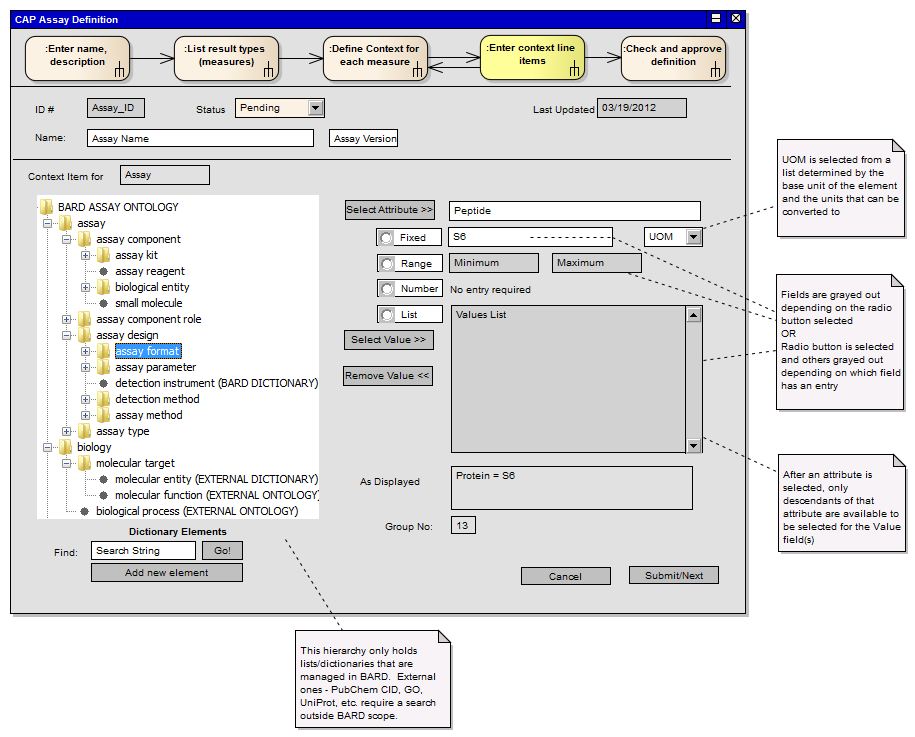 CAP Assay Definition
:Enter name,
description
:List result types
(measures)
:Define Context for
each measure
:Enter context line
items
:Check and approve
definition
ID #
Assay_ID
Status
Pending
Last Updated
03/19/2012
Name:
Assay Name
Assay Version
Context Item for
Assay
BARD ASSAY ONTOLOGY
assay
assay component
assay kit
assay reagent
biological entity
small molecule
assay component role
assay design
assay format
assay parameter
detection instrument (BARD DICTIONARY)
detection method
assay method
assay type
biology
molecular target
molecular entity (EXTERNAL DICTIONARY)
molecular function (EXTERNAL ONTOLOGY)
biological process (EXTERNAL ONTOLOGY)
Dictionary Elements
Find:
Search String
Go!
Add new element
Select Attribute >>
Peptide
Fixed
S6
UOM
Range
Minimum
Maximum
Number
No entry required
List
Values List
Select Value >>
Remove Value <<
As Displayed
Protein = S6
Group No:
13
Cancel
Submit/Next
UOM is selected from a
list determined by the
base unit of the element
and the units that can be
converted to
Fields are grayed out
depending on the radio
button selected
OR
Radio button is selected
and others grayed out
depending on which field
has an entry
After an attribute is
selected, only
descendants of that
attribute are available to
be selected for the Value
field(s)
This hierarchy only holds
lists/dictionaries that are
managed in BARD. External
ones - PubChem CID, GO,
UniProt, etc. require a search
outside BARD scope.